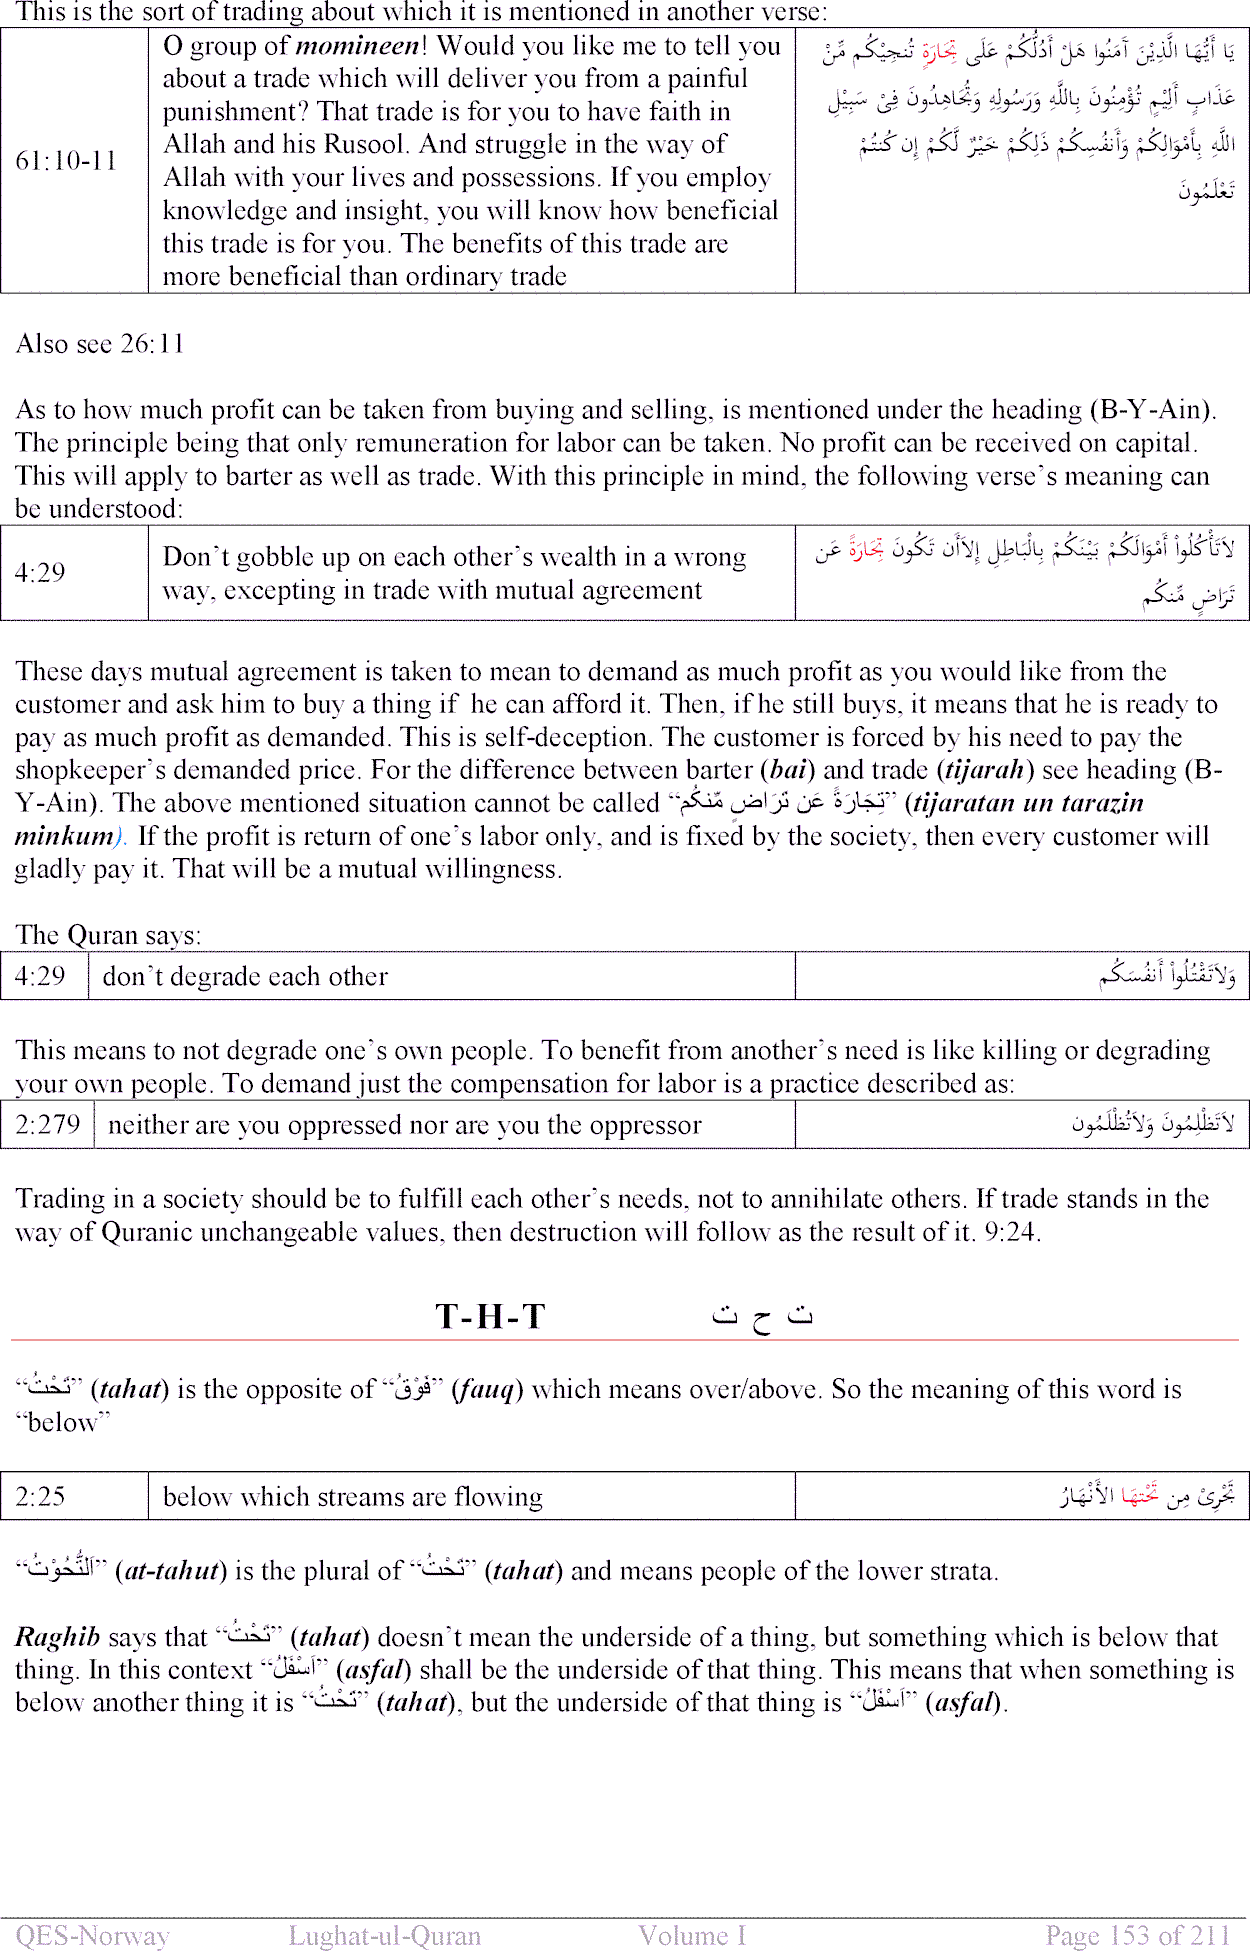 This is the sort of trading about which it is mentioned in another verse:
61:10-11
O group of momineen! Would you like me to tell you
about a trade which will deliver you from a painful
punishment? That trade is for you to have faith in
Allah and his Rusool. And struggle in the way of
Allah with your lives and possessions. If you employ
knowledge and insight, you will know how beneficial
this trade is for you. The benefits of this trade are
more beneficial than ordinary trade
يَا أَيُّهَا الَّذِيْنَ آمَنُوا هَلْ أَدُلُّكُمْ عَلَى تِجَارَةٍ تُنجِيْكُم مِّنْ
عَذَابٍ أَلِيْمٍ تُؤْمِنُونَ بِاللَّهِ وَرَسُولِهِ وَتُجَاهِدُونَ فِىْ سَبِيْلِ
اللَّهِ بِأَمْوَالِكُمْ وَأَنفُسِكُمْ ذَلِكُمْ خَيْرٌ لَّكُمْ إِن كُنتُمْ
تَعْلَمُونَ
Also see 26:11
As to how much profit can be taken from buying and selling, is mentioned under the heading (B-Y-Ain).
The principle being that only remuneration for labor can be taken. No profit can be received on capital.
This will apply to barter as well as trade. With this principle in mind, the following verse’s meaning can
be understood:
4:29
Don’t gobble up on each other’s wealth in a wrong
way, excepting in trade with mutual agreement
لاَتَأْكُلُواْ أَمْوَالَكُمْ بَيْنَكُمْ بِالْبَاطِلِ إِلاَّأَن تَكُونَ تِجَارَةً عَن
تَرَاضٍ مِّنكُم
These days mutual agreement is taken to mean to demand as much profit as you would like from the
customer and ask him to buy a thing if he can afford it. Then, if he still buys, it means that he is ready to
pay as much profit as demanded. This is self-deception. The customer is forced by his need to pay the
shopkeeper’s demanded price. For the difference between barter (bai) and trade (tijarah) see heading (B-
Y-Ain). The above mentioned situation cannot be called “تِجَارَةً عَن تَرَاضٍ مِّنكُم” (tijaratan un tarazin
minkum). If the profit is return of one’s labor only, and is fixed by the society, then every customer will
gladly pay it. That will be a mutual willingness.
The Quran says:
4:29 don’t degrade each other وَلاَتَقْتُلُواْ أَنفُسَكُم
This means to not degrade one’s own people. To benefit from another’s need is like killing or degrading
your own people. To demand just the compensation for labor is a practice described as:
2:279 neither are you oppressed nor are you the oppressor لاَتَظْلِمُونَ وَلاَتُظْلَمُون
Trading in a society should be to fulfill each other’s needs, not to annihilate others. If trade stands in the
way of Quranic unchangeable values, then destruction will follow as the result of it. 9:24.
T-H-T ت ح ت
“تَحْتُ” (tahat) is the opposite of “فَوْقُ” (fauq) which means over/above. So the meaning of this word is
“below”
2:25 below which streams are flowing تَجْرِىْ مِن تَحْتِهَا الأَنْهَارُ
“اَلتُّحُوْتُ” (at-tahut) is the plural of “تَحْتُ” (tahat) and means people of the lower strata.
Raghib says that “تَحْتُ” (tahat) doesn’t mean the underside of a thing, but something which is below that
thing. In this context “اَسْفَلُ” (asfal) shall be the underside of that thing. This means that when something is
below another thing it is “تَحْتُ” (tahat), but the underside of that thing is “اَسْفَلُ” (asfal).
QES-Norway Lughat-ul-Quran Volume I Page 153 of 211